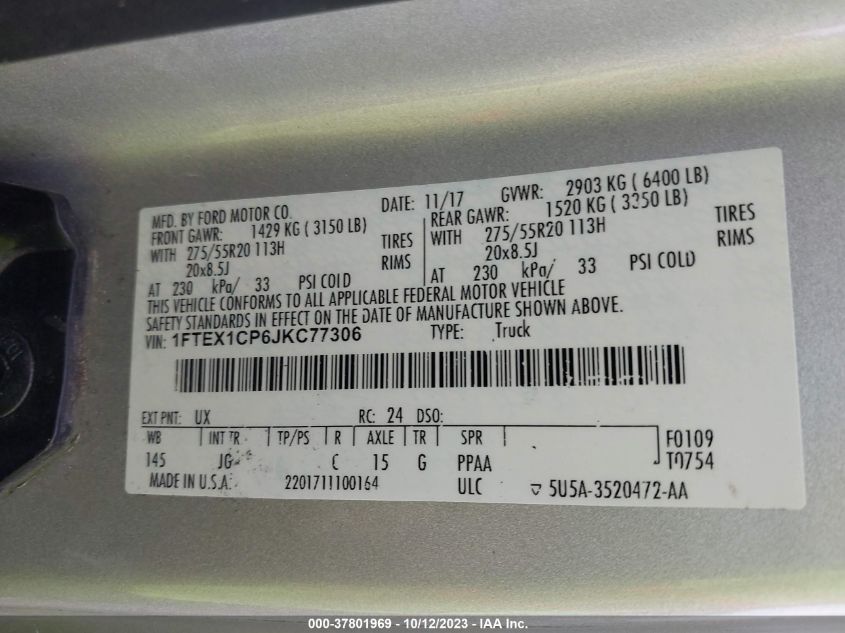 MFD. BY FORD MOTOR CO. DATE: 11/17 GVWR: 2903 KG ( 6400 LB)
FRONT GAWR: 1429 KG ( 3150 LB) REAR GAWR: 1520 KG ( 3350 LB)
WITH 275/55R20 113H TIRES WITH 275/55R20 113H TIRES
20x8.5J RIMS 20x8.5J RIMS
AT 230 kPa/ 33 PSI COLD AT 230 kPa/ 33 PSI COLD
THIS VEHICLE CONFORMS TO ALL APPLICABLE FEDERAL MOTOR VEHICLE
SAFETY STANDARDS IN EFFECT ON THE DATE OF MANUFACTURE SHOWN ABOVE.
VIN: 1FTEX1CP6JKC77306 TYPE: Truck
EXT PNT: UX RC: 24 DSO:
WB INT TR TP/PS R AXLE TR SPR F0109
145 JG C 15 G PPAA T0754
MADE IN U.S.A. 2201711100164 ULC 5U5A-3520472-AA
000-37801969 - 10/12/2023 - IAA Inc.